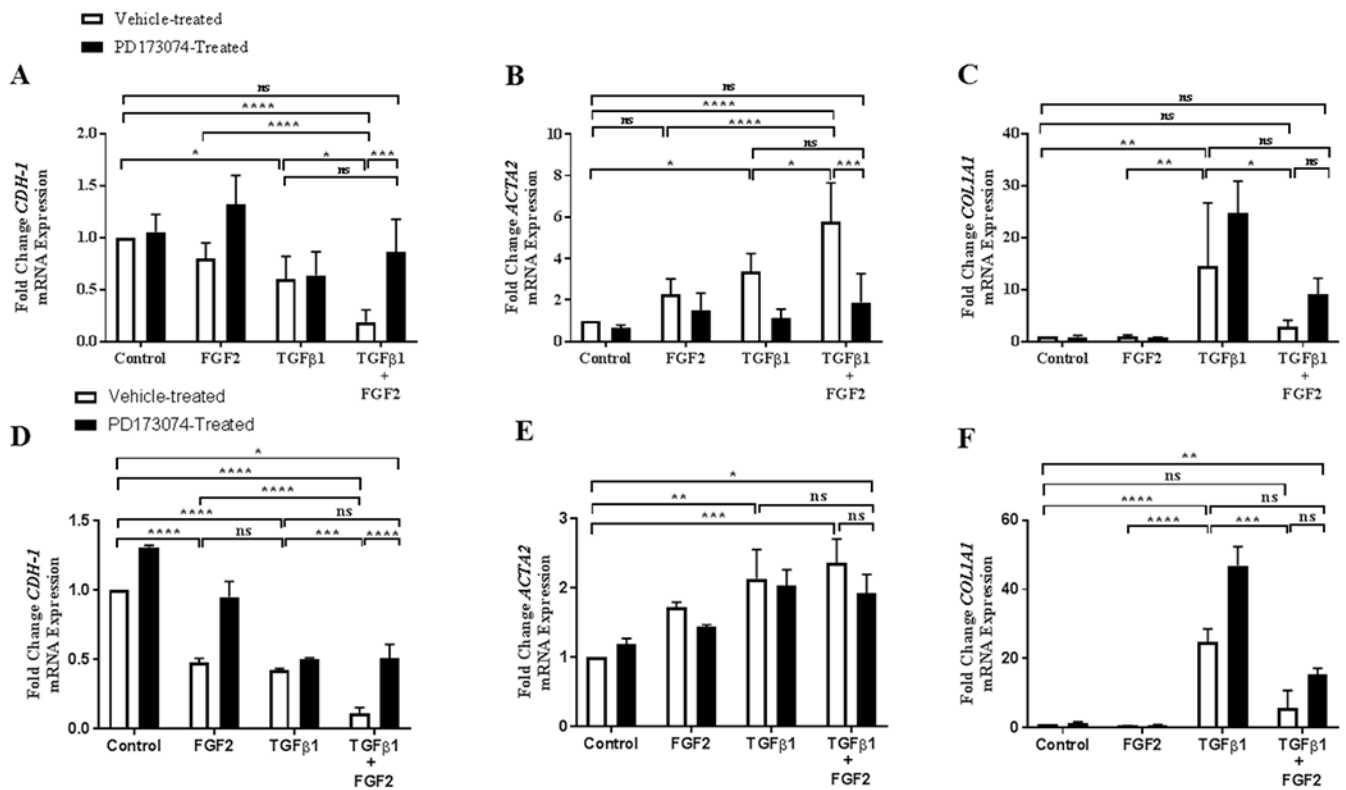 Vehicle-treated
PD173074-Treated
A
B
C
ns
****
****
*
*
***
ns
2.0
1.5
1.0
0.5
0.0
Fold Change CDH-1
mRNA Expression
Control
FGF2
TGFβ1
TGFβ1
+
FGF2
ns
****
ns
****
ns
*
*
***
10
8
6
4
2
0
Fold Change ACTA2
mRNA Expression
Control
FGF2
TGFβ1
TGFβ1
+
FGF2
ns
ns
**
ns
**
*
ns
40
30
20
10
0
Fold Change COL1A1
mRNA Expression
Control
FGF2
TGFβ1
TGFβ1
+
FGF2
Vehicle-treated
PD173074-Treated
D
E
F
*
****
****
****
ns
****
ns
***
****
1.5
1.0
0.5
0.0
Fold Change CDH-1
mRNA Expression
Control
FGF2
TGFβ1
TGFβ1
+
FGF2
*
**
ns
***
ns
3
2
1
0
Fold Change ACTA2
mRNA Expression
Control
FGF2
TGFβ1
TGFβ1
+
FGF2
**
ns
****
ns
****
***
ns
60
40
20
0
Fold Change COL1A1
mRNA Expression
Control
FGF2
TGFβ1
TGFβ1
+
FGF2